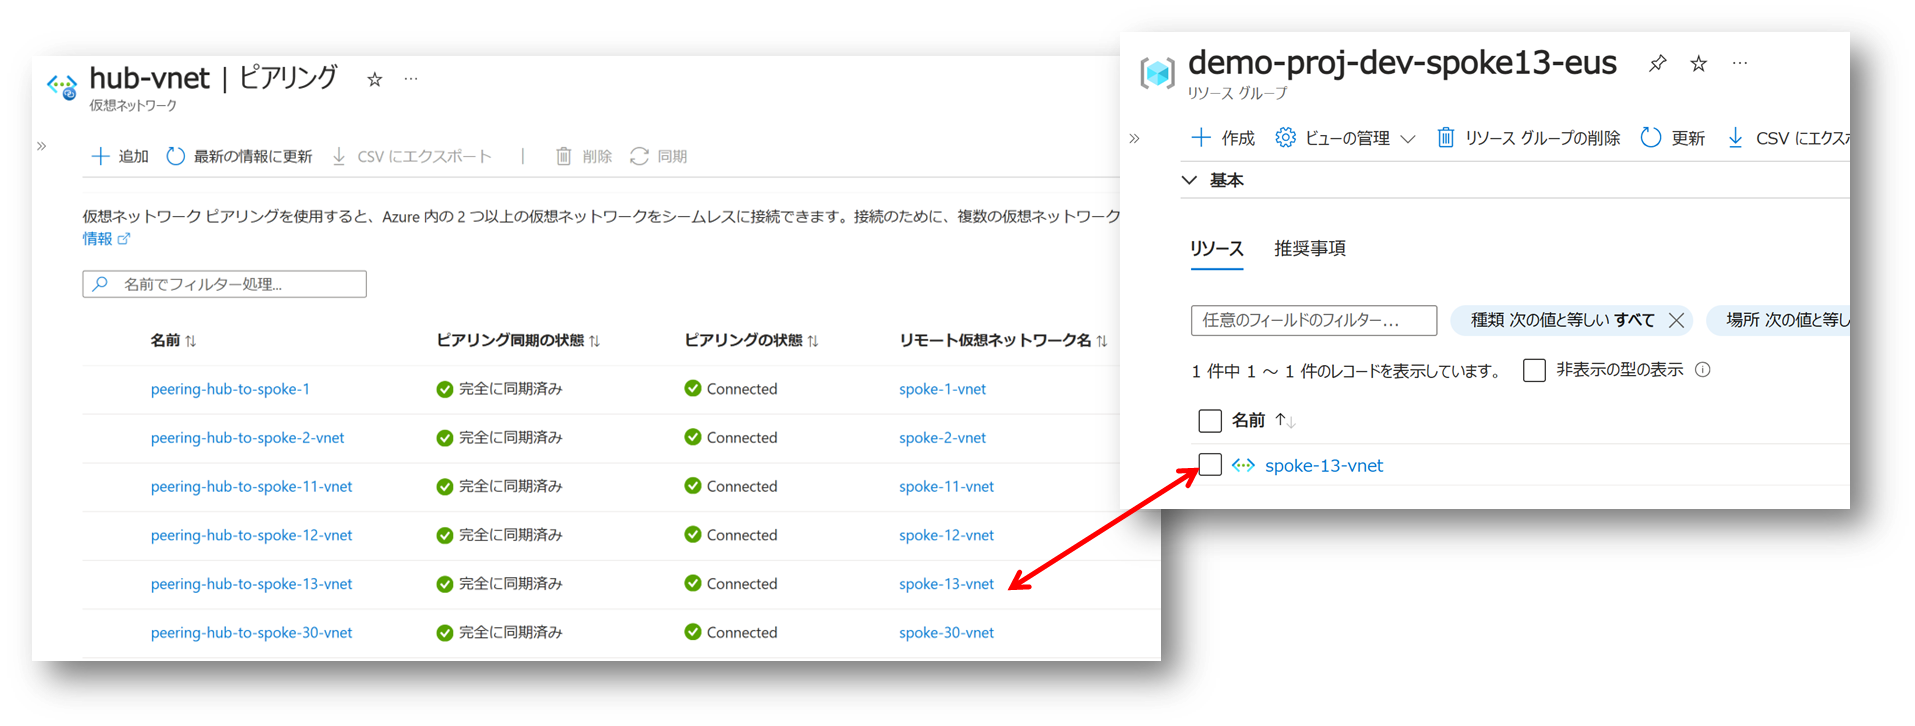 hub-vnet | ピアリング
仮想ネットワーク
追加 最新の情報に更新 CSV にエクスポート | 削除 同期
仮想ネットワーク ピアリングを使用すると、Azure 内の 2 つ以上の仮想ネットワークをシームレスに接続できます。接続のために、複数の仮想ネットワーク
情報
名前でフィルター処理...
名前 ピアリング同期の状態 ピアリングの状態 リモート仮想ネットワーク名
peering-hub-to-spoke-1 完全に同期済み Connected spoke-1-vnet
peering-hub-to-spoke-2-vnet 完全に同期済み Connected spoke-2-vnet
peering-hub-to-spoke-11-vnet 完全に同期済み Connected spoke-11-vnet
peering-hub-to-spoke-12-vnet 完全に同期済み Connected spoke-12-vnet
peering-hub-to-spoke-13-vnet 完全に同期済み Connected spoke-13-vnet
peering-hub-to-spoke-30-vnet 完全に同期済み Connected spoke-30-vnet
demo-proj-dev-spoke13-eus
リソース グループ
作成 ビューの管理 リソース グループの削除 更新 CSV にエクスポ
基本
リソース 推奨事項
任意のフィールドのフィルター... 種類 次の値と等しい すべて 場所 次の値と等し
1 件中 1 ～ 1 件のレコードを表示しています。 非表示の型の表示
名前
spoke-13-vnet